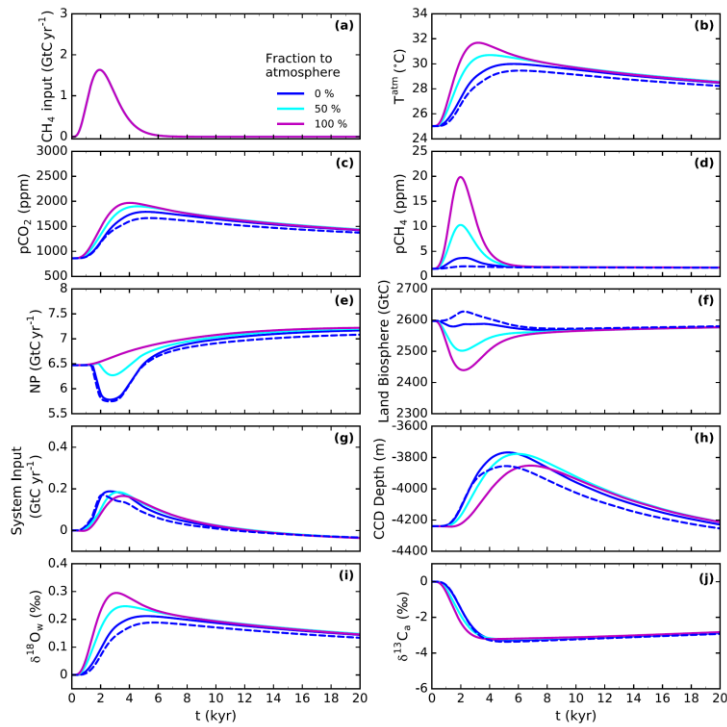 (a)
CH4 Input (GtC yr⁻¹)
3
2
1
0
Fraction to
atmosphere
0 %
50 %
100 %
(b)
Tᵃᵗᵐ (°C)
34
32
30
28
26
24
(c)
pCO₂ (ppm)
3000
2500
2000
1500
1000
500
(d)
pCH₄ (ppm)
25
20
15
10
5
0
(e)
NP (GtC yr⁻¹)
8
7.5
7
6.5
6
5.5
(f)
Land Biosphere (GtC)
2700
2600
2500
2400
2300
(g)
System Input
(GtC yr⁻¹)
0.4
0.2
0
(h)
CCD Depth (m)
-3600
-3800
-4000
-4200
-4400
(i)
δ¹⁸Ow (‰)
0.4
0.3
0.2
0.1
0
0 2 4 6 8 10 12 14 16 18 20
t (kyr)
(j)
δ¹³Ca (‰)
2
0
-2
-4
-6
0 2 4 6 8 10 12 14 16 18 20
t (kyr)